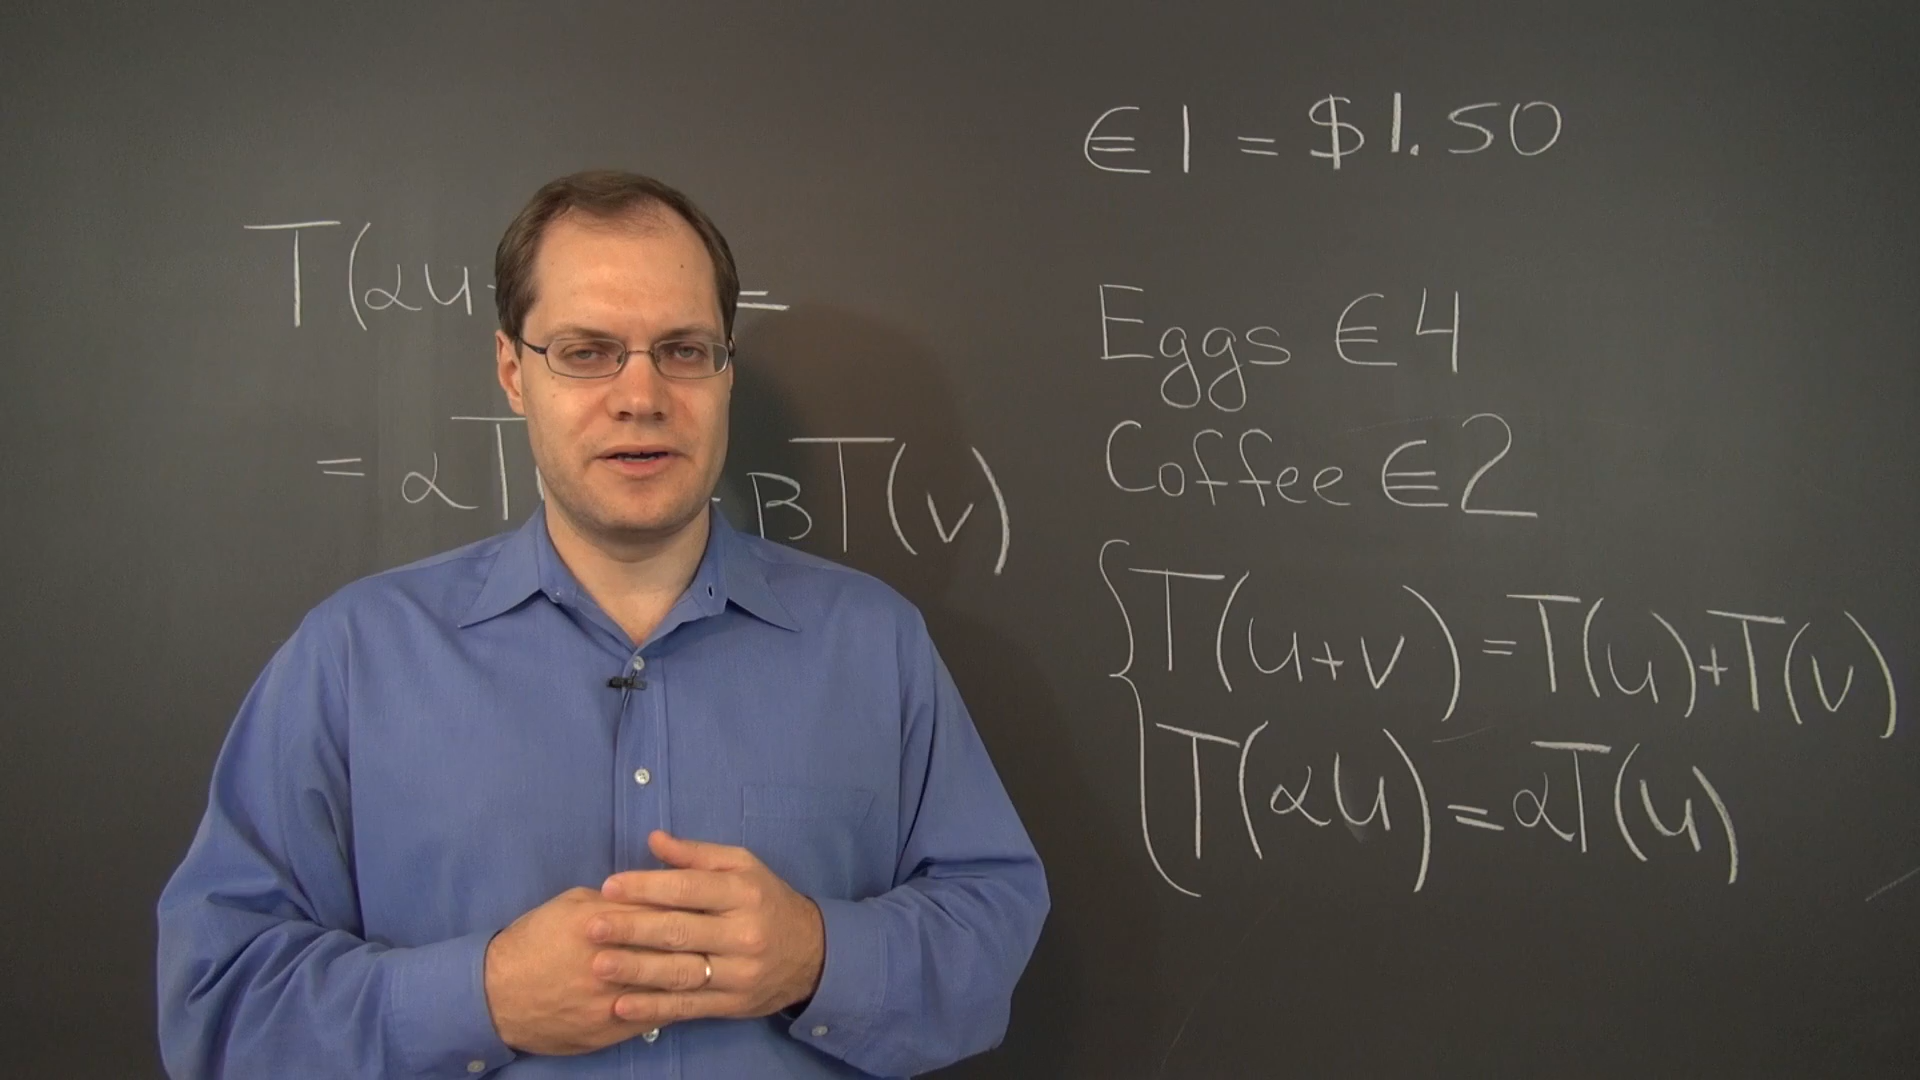 T(αu =
= αT βT(v)
€1 = $1.50
Eggs €4
Coffee €2
T(u+v) = T(u)+T(v)
T(αu) = αT(u)